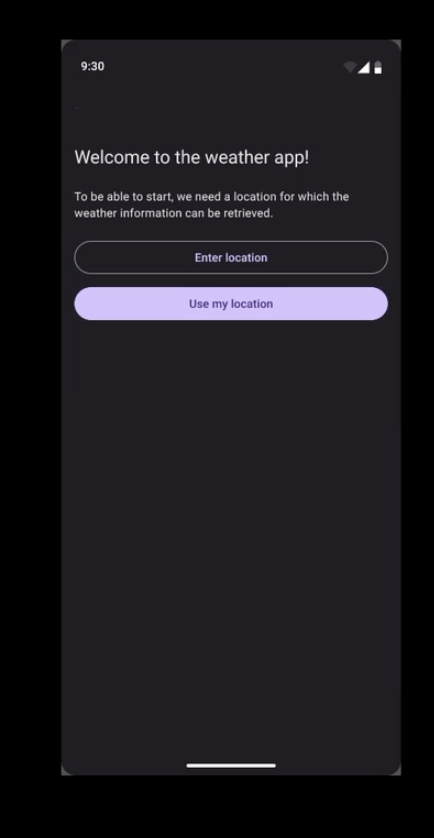 9:30
Welcome to the weather app!
To be able to start, we need a location for which the
weather information can be retrieved.
Enter location
Use my location